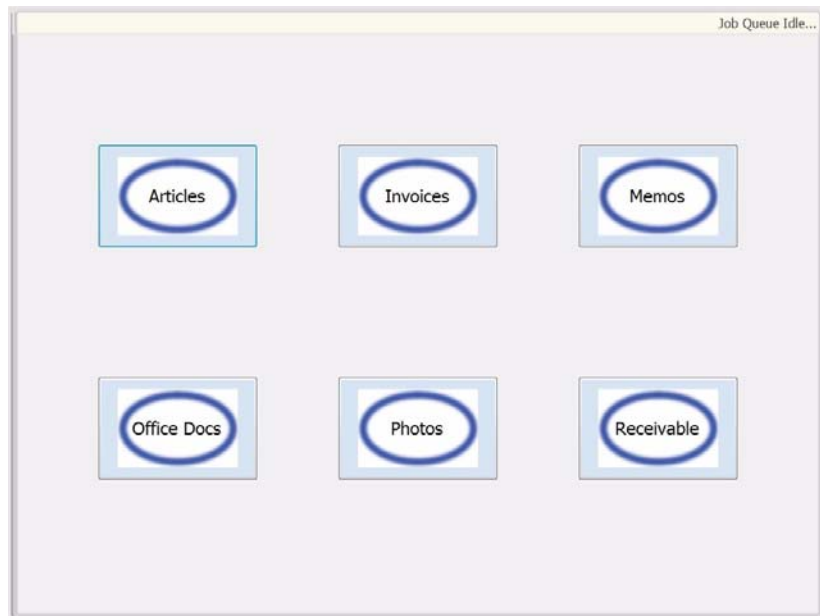 Job Queue Idle...
Articles
Invoices
Memos
Office Docs
Photos
Receivable